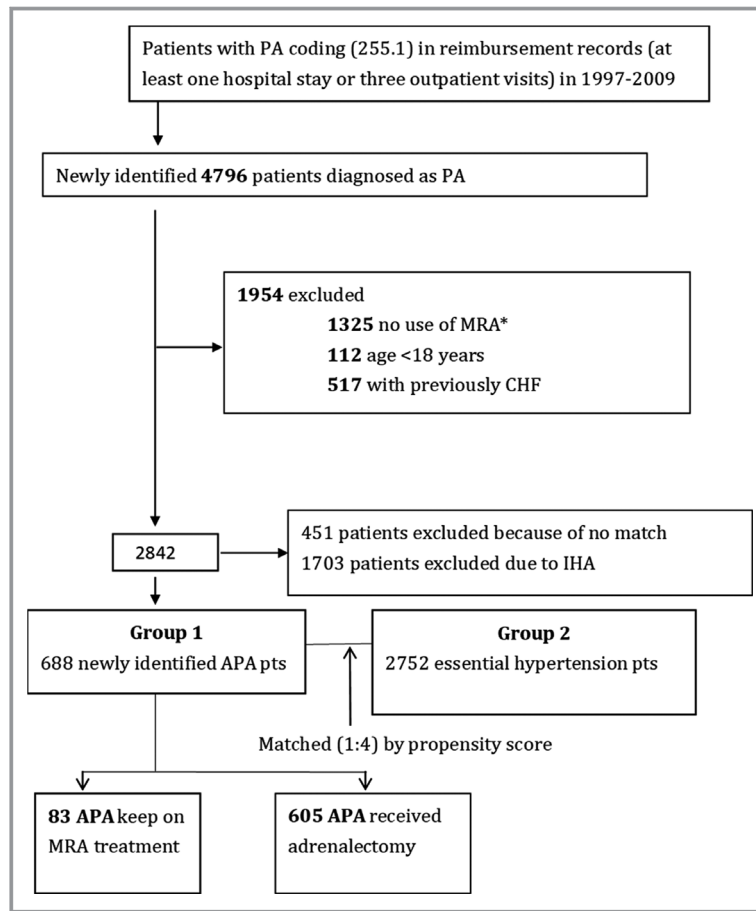 Patients with PA coding (255.1) in reimbursement records (at
least one hospital stay or three outpatient visits) in 1997-2009
Newly identified 4796 patients diagnosed as PA
1954 excluded
1325 no use of MRA*
112 age <18 years
517 with previously CHF
2842
451 patients excluded because of no match
1703 patients excluded due to IHA
Group 1
688 newly identified APA pts
Group 2
2752 essential hypertension pts
Matched (1:4) by propensity score
83 APA keep on
MRA treatment
605 APA received
adrenalectomy